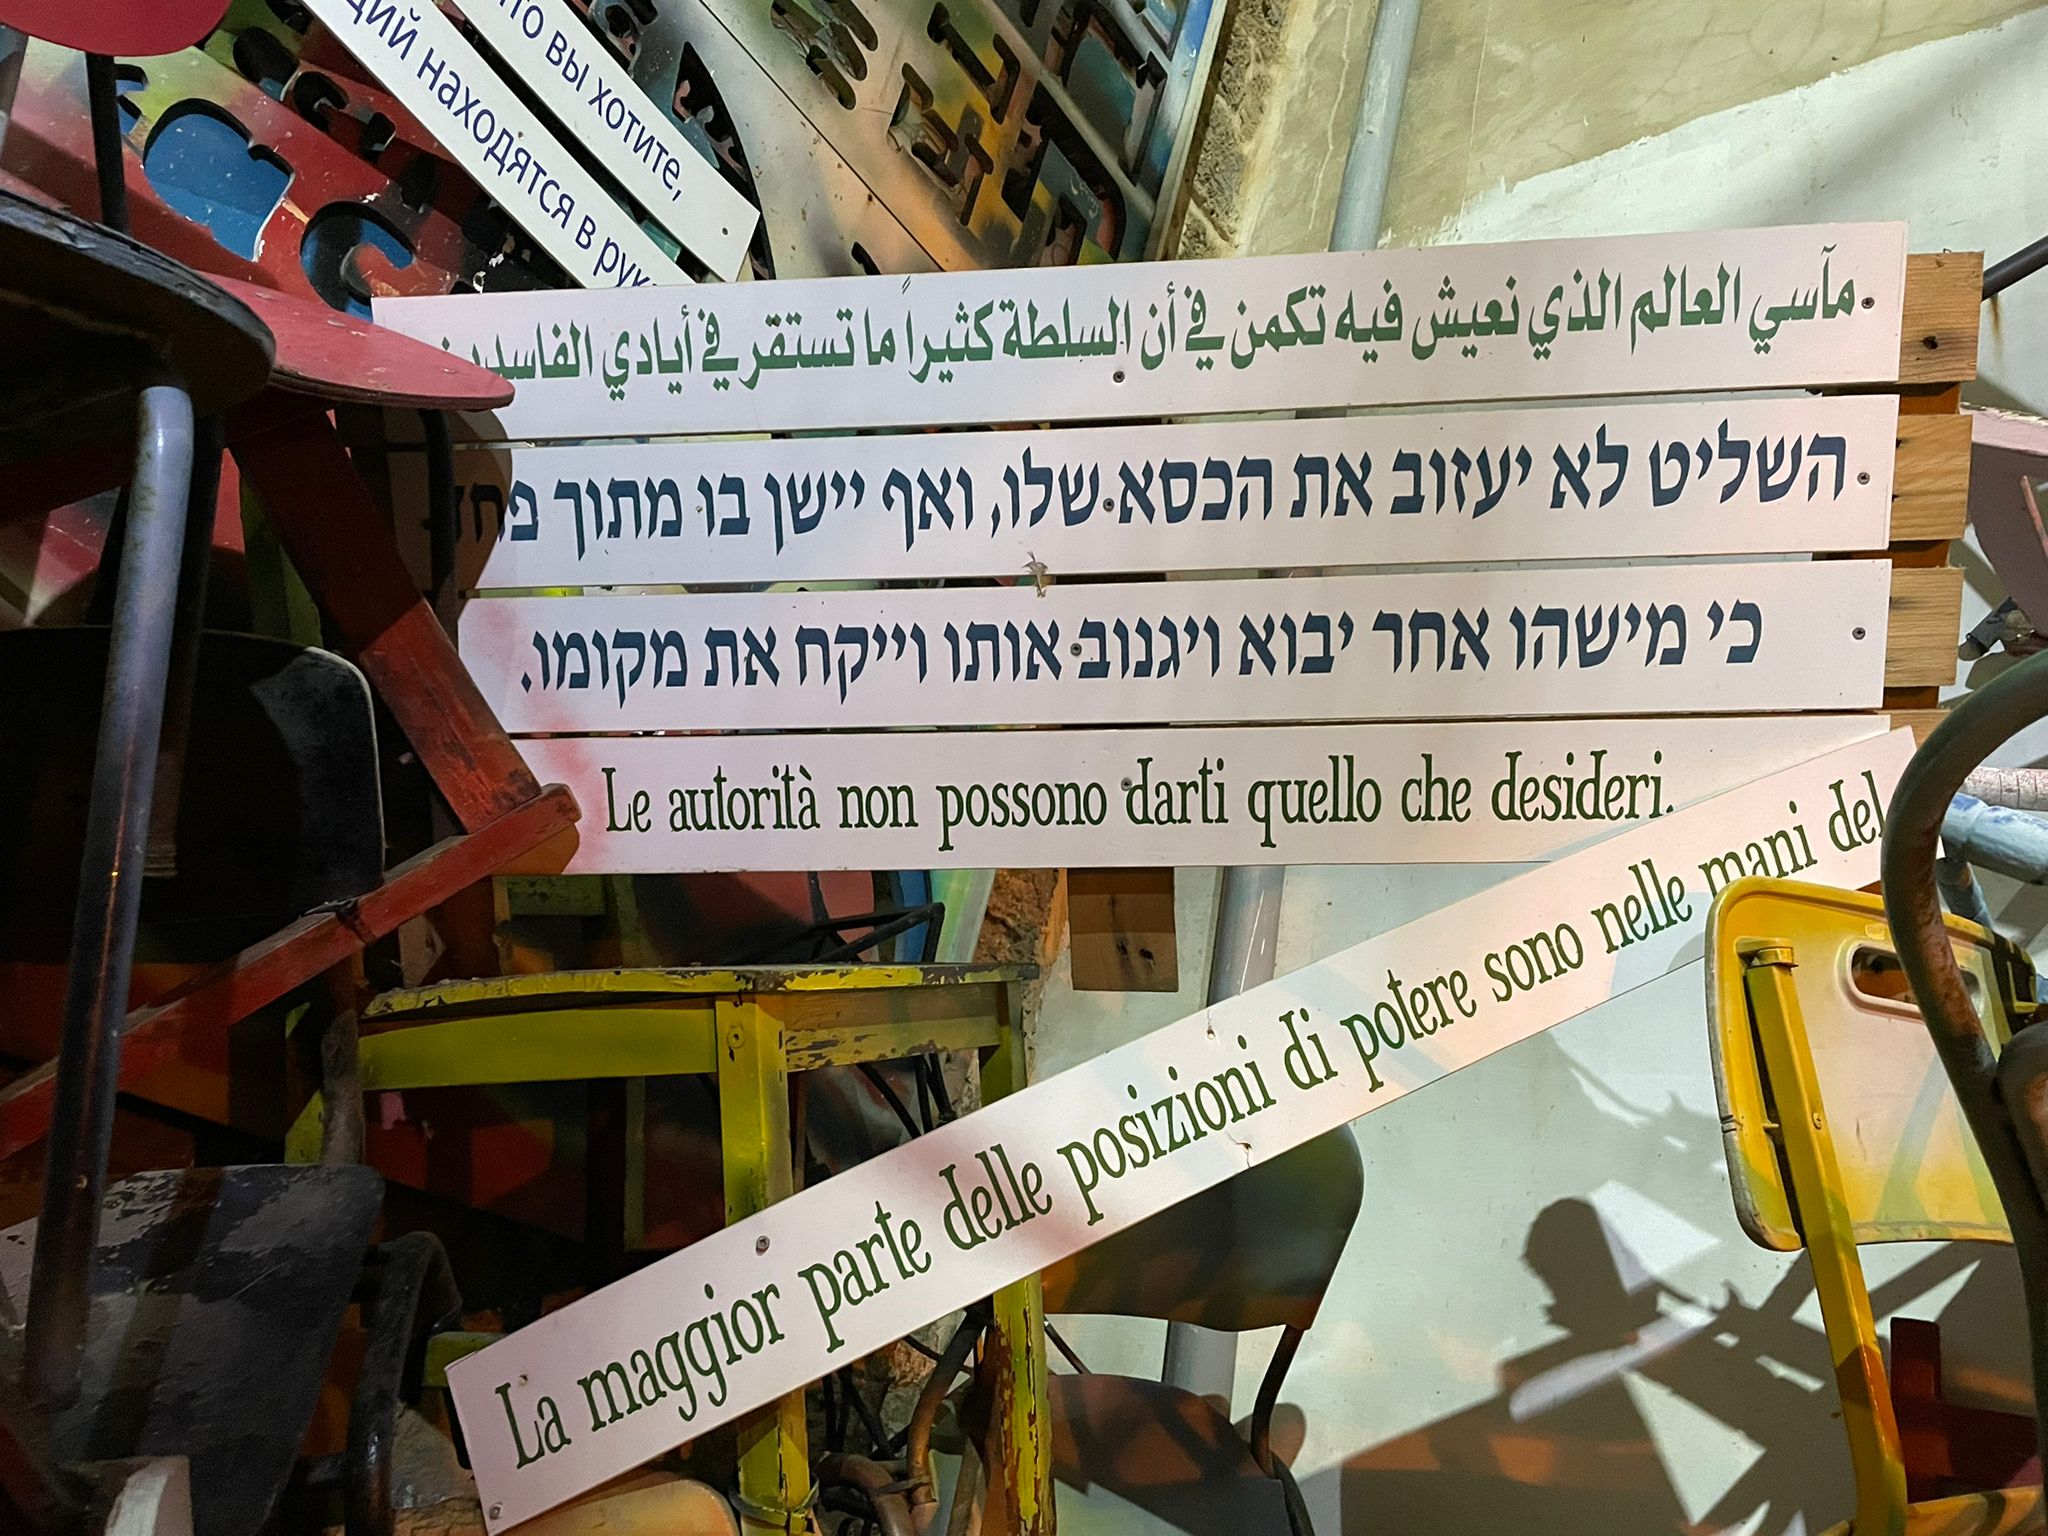 вы хотите,
находятся в
مآسي العالم الذي نعيش فيه تكمن في أن السلطة كثيراً ما تستقر في أيادي
השליט לא יעזוב את הכסא שלו, ואף יישן בו מתוך
כי מישהו אחר יבוא ויגנוב אותו וייקח את מקומו.
Le autorità non possono darti quello che desideri.
La maggior parte delle posizioni di potere sono nelle mani del